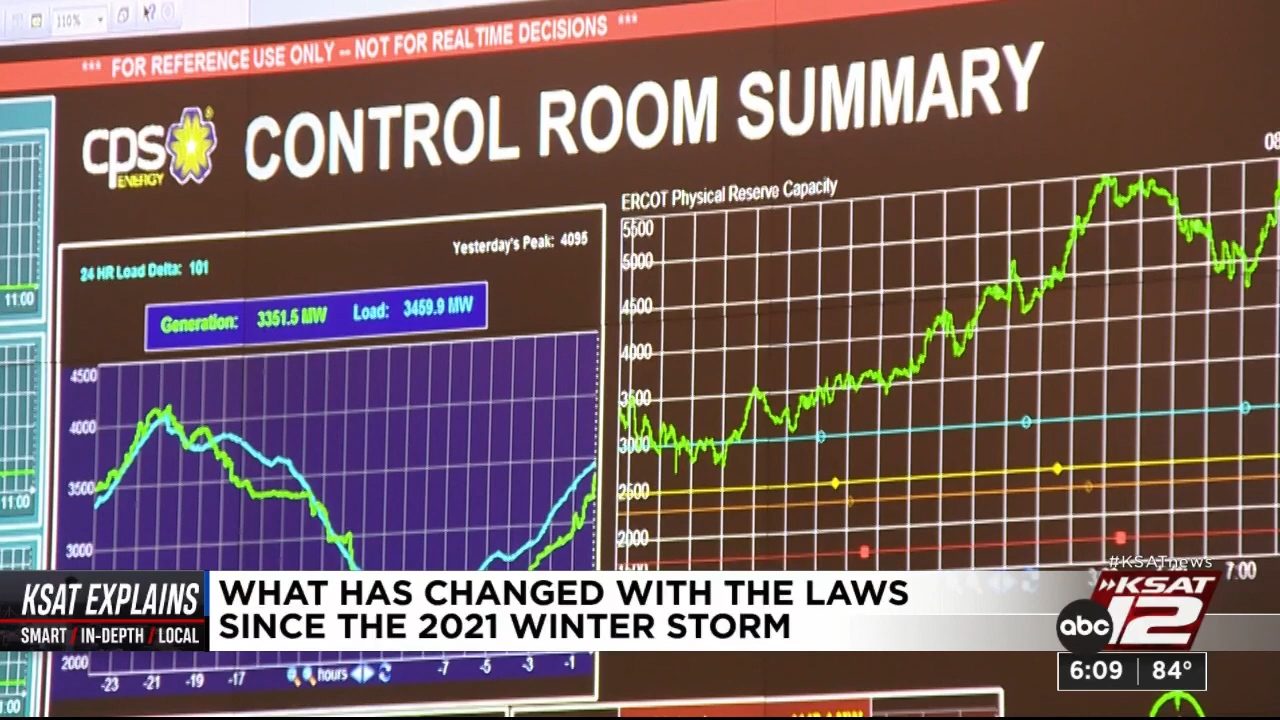 110%
*** FOR REFERENCE USE ONLY -- NOT FOR REAL TIME DECISIONS ***
cps
ENERGY
CONTROL ROOM SUMMARY
ERCOT Physical Reserve Capacity
Yesterday's Peak: 4095
24 HR Load Delta: 101
Generation: 3351.5 MW Load: 3459.9 MW
4500
4000
3500
3000
2000
-23 -21 -19 -17 hours -7 -5 -3 -1
5500
5000
4500
4000
3500
3000
2500
2000
7:00
11:00
11:00
#KSATnews
KSAT EXPLAINS
SMART / IN-DEPTH / LOCAL
WHAT HAS CHANGED WITH THE LAWS
SINCE THE 2021 WINTER STORM
KSAT
abc 12
6:09 84°